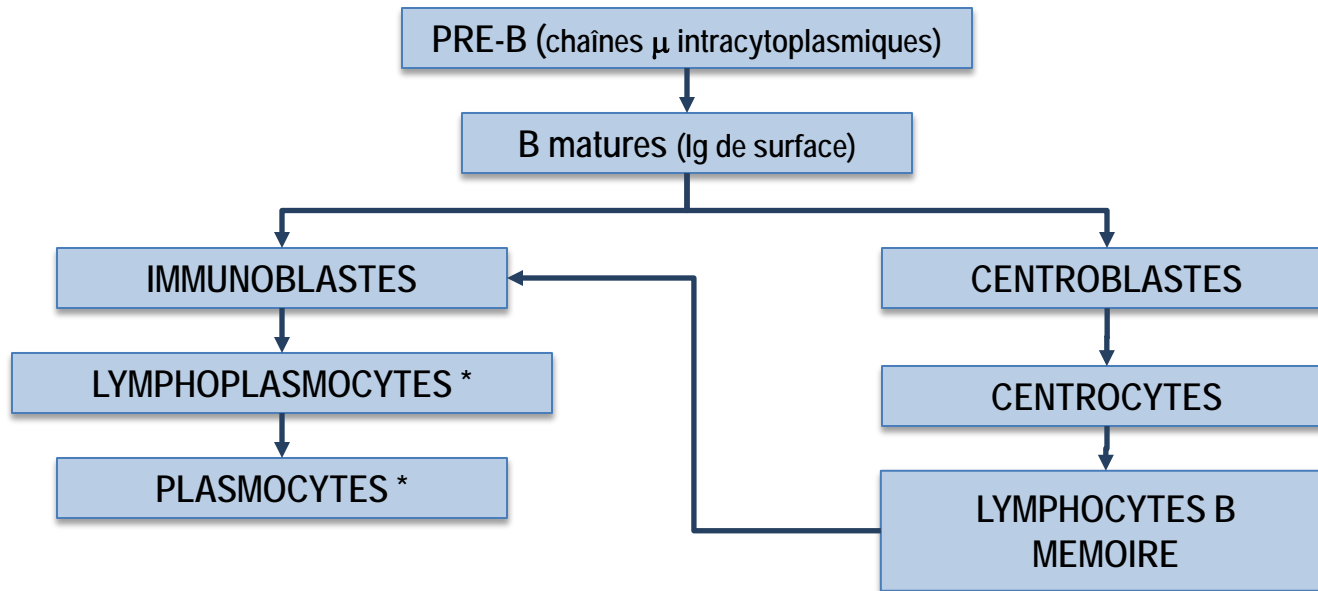 PRE-B (chaînes μ intracytoplasmiques)
B matures (Ig de surface)
IMMUNOBLASTES
CENTROBLASTES
LYMPHOPLASMOCYTES *
CENTROCYTES
PLASMOCYTES *
LYMPHOCYTES B
MEMOIRE